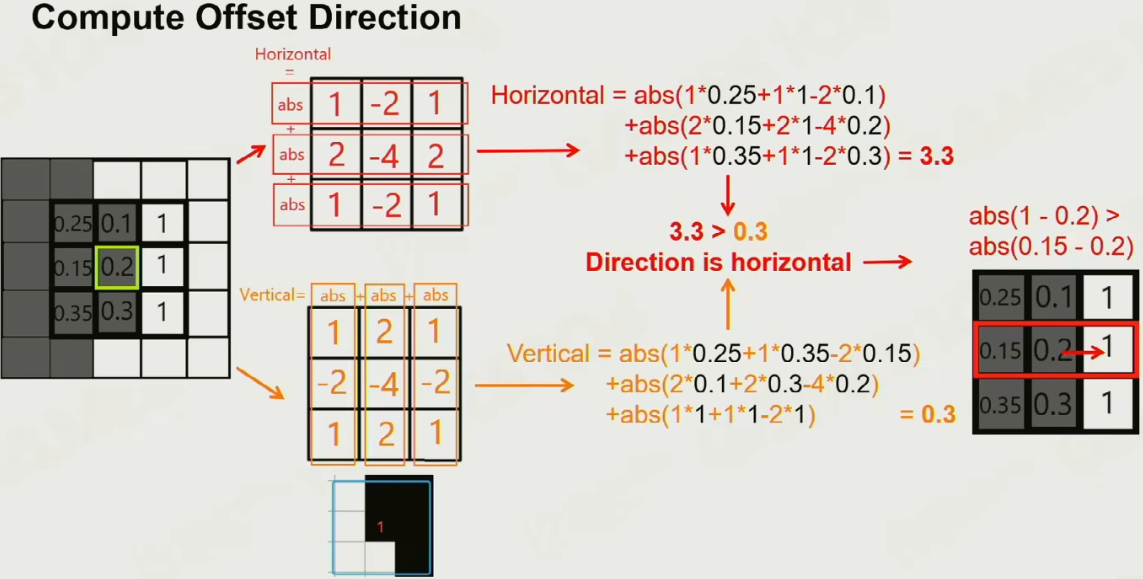 Compute Offset Direction
Horizontal
=
abs 1 -2 1
+
abs 2 -4 2
+
abs 1 -2 1
Horizontal = abs(1*0.25+1*1-2*0.1)
+abs(2*0.15+2*1-4*0.2)
+abs(1*0.35+1*1-2*0.3) = 3.3
0.25 0.1 1
0.15 0.2 1
0.35 0.3 1
3.3 > 0.3
Direction is horizontal
abs(1 - 0.2) >
abs(0.15 - 0.2)
0.25 0.1 1
0.15 0.2 1
0.35 0.3 1
Vertical= abs + abs + abs
1 2 1
-2 -4 -2
1 2 1
Vertical = abs(1*0.25+1*0.35-2*0.15)
+abs(2*0.1+2*0.3-4*0.2)
+abs(1*1+1*1-2*1) = 0.3
1